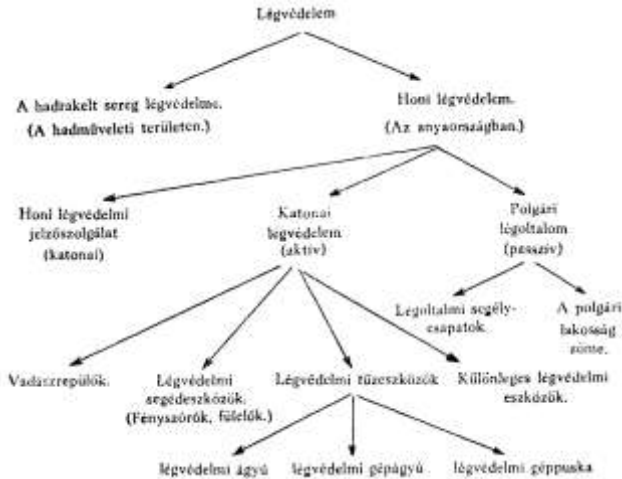 Légvédelem
A hadrakelt sereg légvédelme.
(A hadműveleti területen.)
Honi légvédelem.
(Az anyaországban.)
Honi légvédelmi
jelzőszolgálat
(katonai)
Katonai
légvédelem
(aktív)
Polgári
légoltalom
(passzív)
Légoltalmi segély-
csapatok.
A polgári
lakosság
zöme.
Vadászrepülők.
Légvédelmi
segédeszközök.
(Fényszórók, fülelők.)
Légvédelmi tűzeszközök
Különleges légvédelmi
eszközök.
légvédelmi ágyú
légvédelmi gépágyú
légvédelmi géppuska